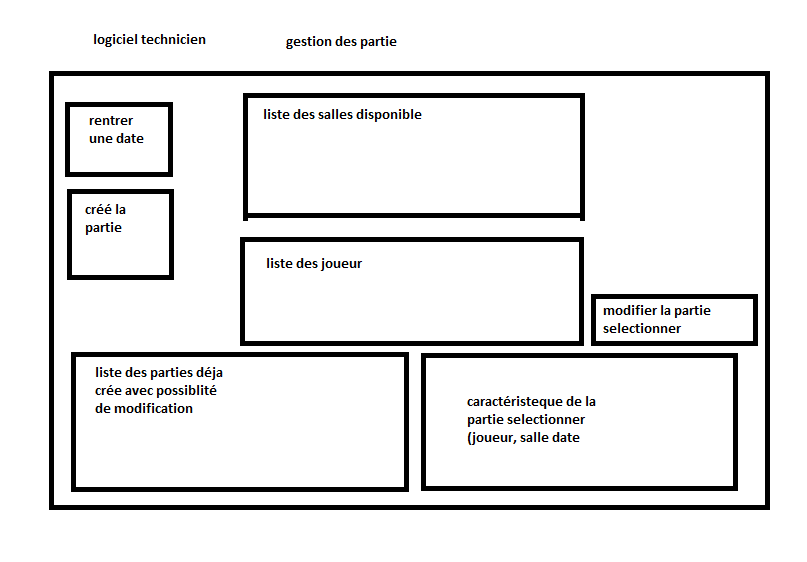 logiciel technicien
gestion des partie
rentrer
une date
liste des salles disponible
créé la
partie
liste des joueur
modifier la partie
selectionner
liste des parties déja
crée avec possiblité
de modification
caractéristeque de la
partie selectionner
(joueur, salle date